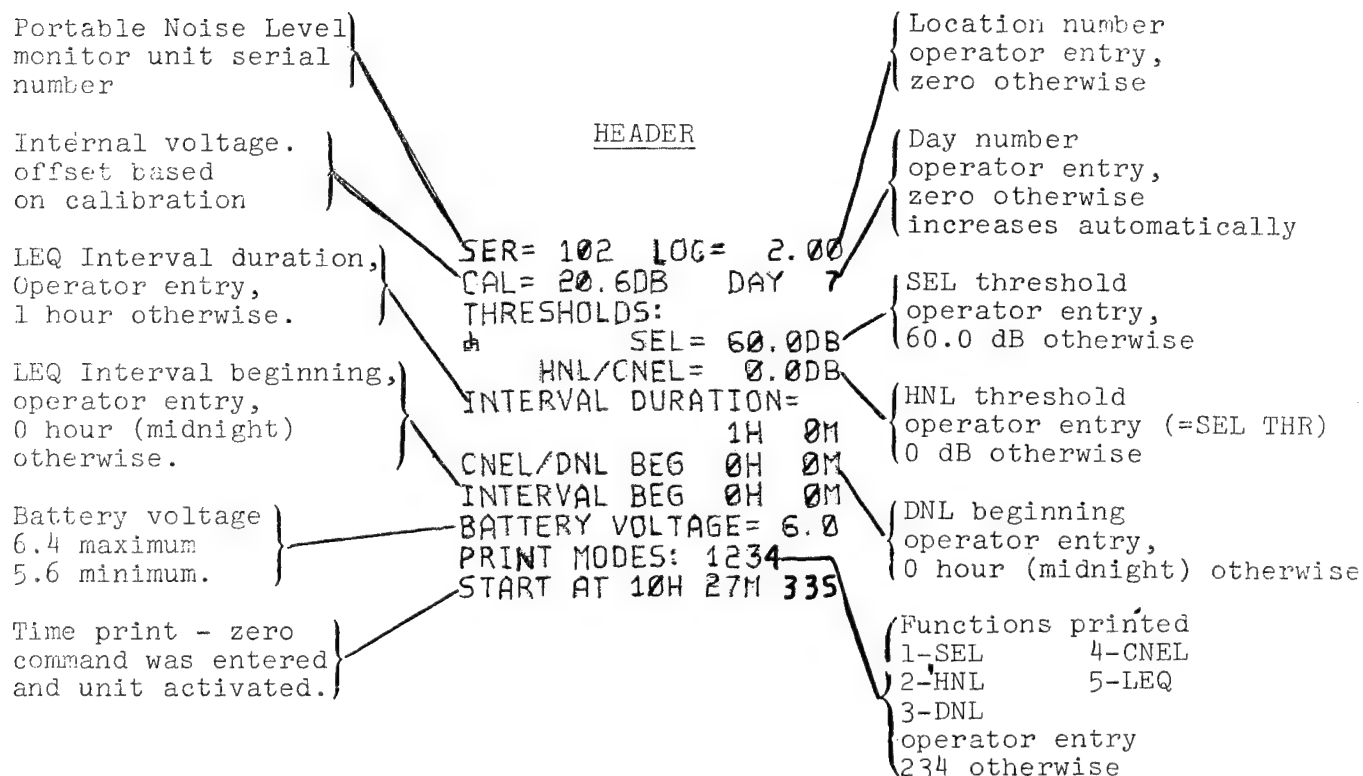 Portable Noise Level
monitor unit serial
number
Internal voltage.
offset based
on calibration
LEQ Interval duration,
Operator entry,
1 hour otherwise.
LEQ Interval beginning,
operator entry,
0 hour (midnight)
otherwise.
Battery voltage
6.4 maximum
5.6 minimum.
Time print - zero
command was entered
and unit activated.
HEADER
SER= 102 LOG= 2.00
CAL= 20.6DB DAY 7
THRESHOLDS:
SEL= 60.0DB
HNL/CNEL= 0.0DB
INTERVAL DURATION=
1H 0M
CNEL/DNL BEG 0H 0M
INTERVAL BEG 0H 0M
BATTERY VOLTAGE= 6.0
PRINT MODES: 1234
START AT 10H 27M 33S
Location number
operator entry,
zero otherwise
Day number
operator entry,
zero otherwise
increases automatically
SEL threshold
operator entry,
60.0 dB otherwise
HNL threshold
operator entry (=SEL THR)
0 dB otherwise
DNL beginning
operator entry,
0 hour (midnight) otherwise
Functions printed
1-SEL 4-CNEL
2-HNL 5-LEQ
3-DNL
operator entry
234 otherwise